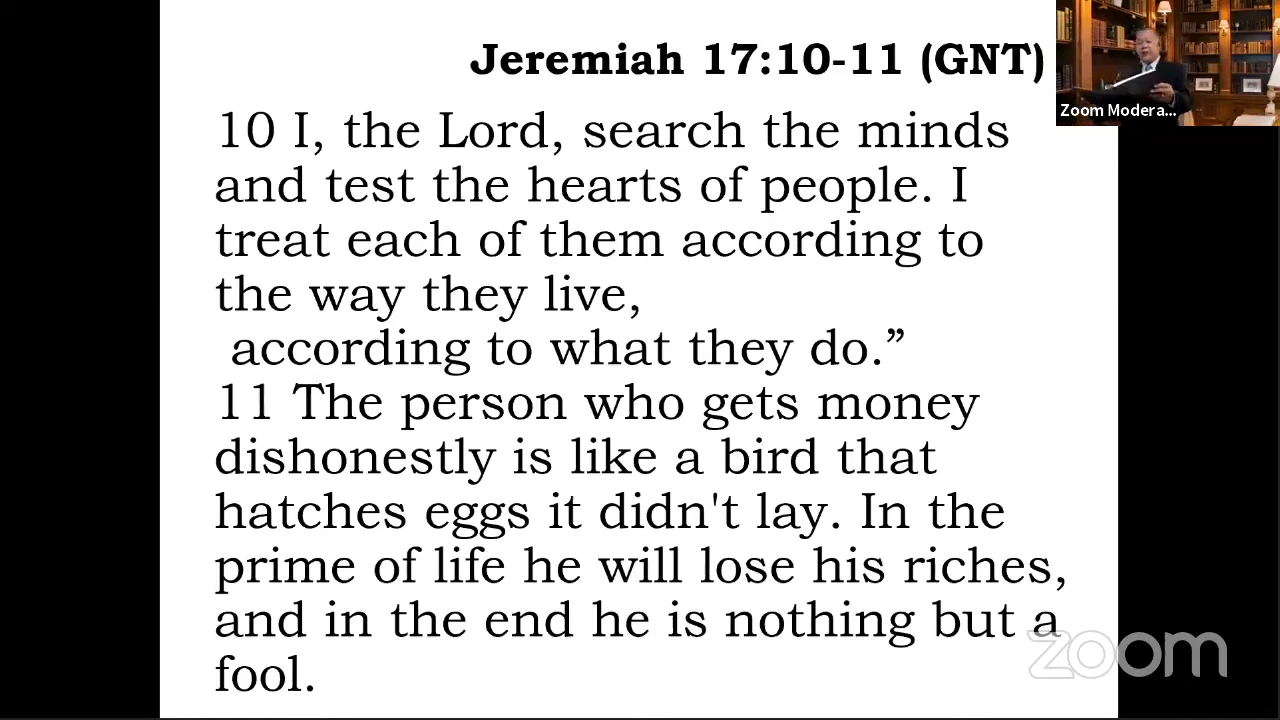 Jeremiah 17:10-11 (GNT)
Zoom Modera...
10 I, the Lord, search the minds
and test the hearts of people. I
treat each of them according to
the way they live,
according to what they do.”
11 The person who gets money
dishonestly is like a bird that
hatches eggs it didn't lay. In the
prime of life he will lose his riches,
and in the end he is nothing but a
fool.
zoom